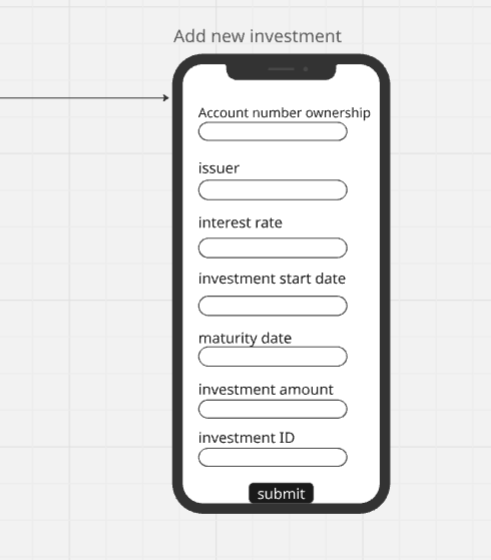 Add new investment
Account number ownership
issuer
interest rate
investment start date
maturity date
investment amount
investment ID
submit